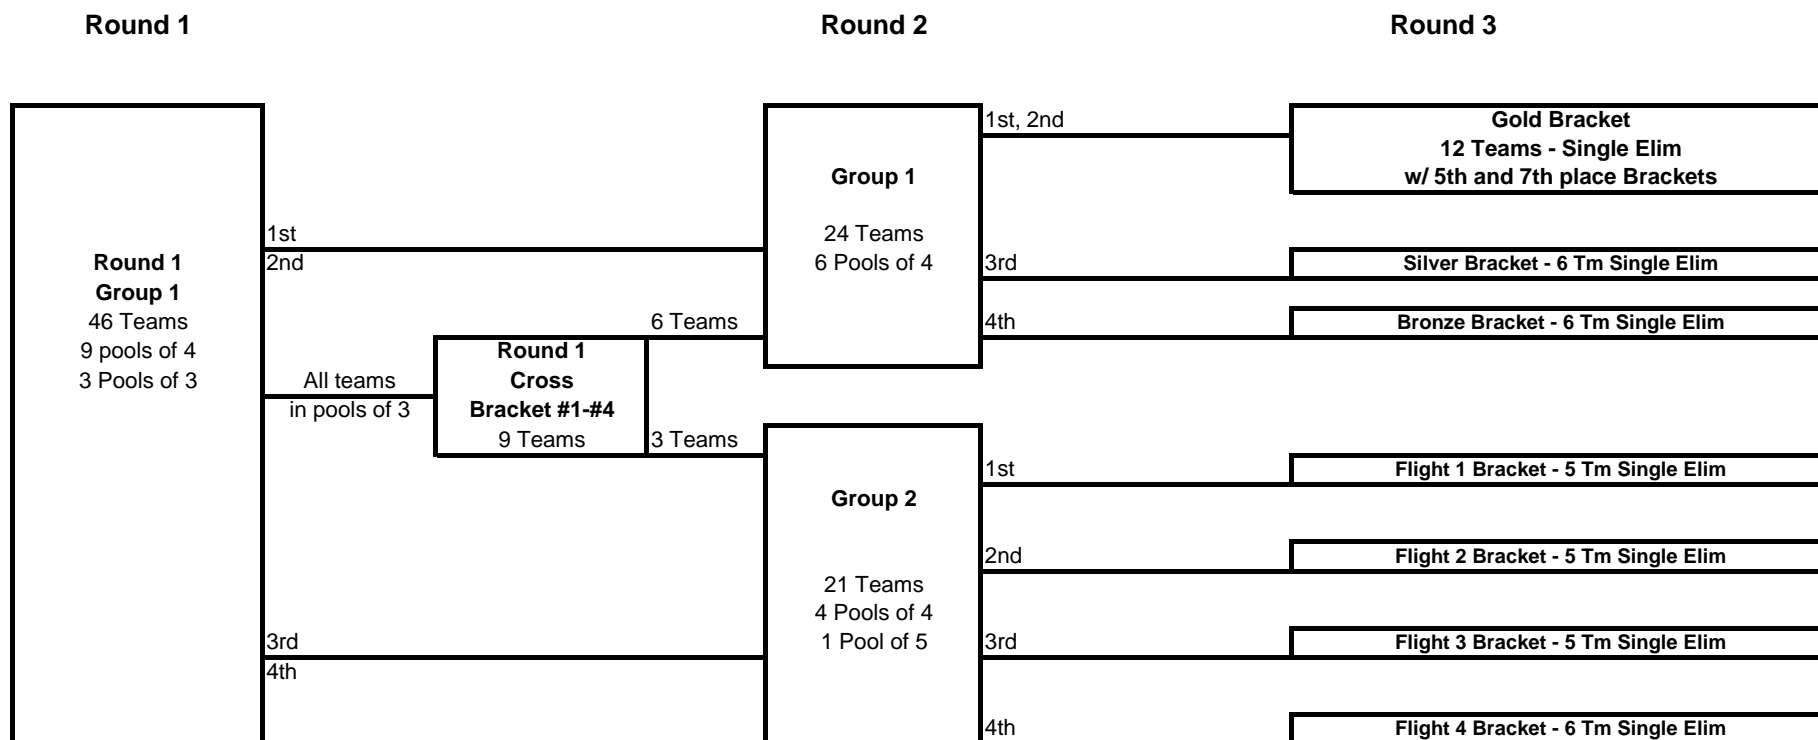 Round 1
Round 2
Round 3
Round 1
Group 1
46 Teams
9 pools of 4
3 Pools of 3
1st
2nd
All teams
in pools of 3
3rd
4th
Round 1
Cross
Bracket #1-#4
9 Teams
6 Teams
3 Teams
Group 1
24 Teams
6 Pools of 4
1st, 2nd
3rd
4th
Group 2
21 Teams
4 Pools of 4
1 Pool of 5
1st
2nd
3rd
4th
Gold Bracket
12 Teams - Single Elim
w/ 5th and 7th place Brackets
Silver Bracket - 6 Tm Single Elim
Bronze Bracket - 6 Tm Single Elim
Flight 1 Bracket - 5 Tm Single Elim
Flight 2 Bracket - 5 Tm Single Elim
Flight 3 Bracket - 5 Tm Single Elim
Flight 4 Bracket - 6 Tm Single Elim